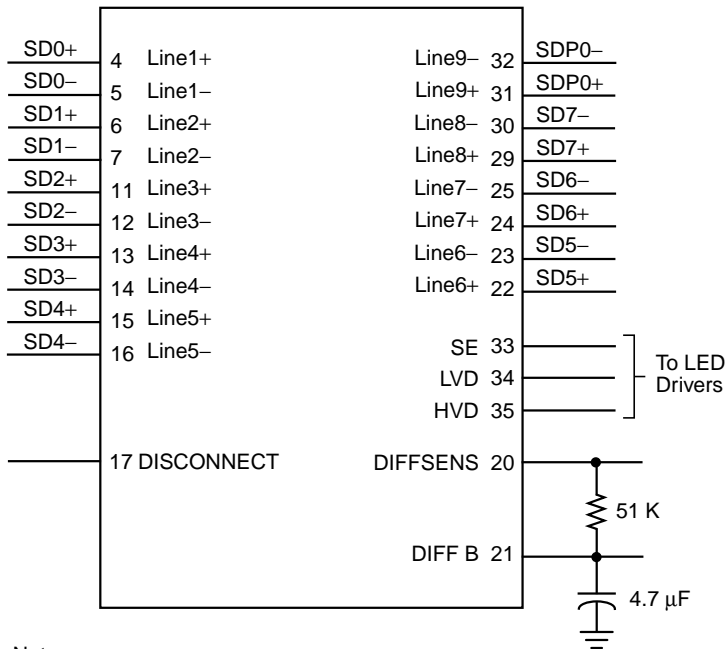 SD0+ 4 Line1+ Line9− 32 SDP0−
SD0− 5 Line1− Line9+ 31 SDP0+
SD1+ 6 Line2+ Line8− 30 SD7−
SD1− 7 Line2− Line8+ 29 SD7+
SD2+ 11 Line3+ Line7− 25 SD6−
SD2− 12 Line3− Line7+ 24 SD6+
SD3+ 13 Line4+ Line6− 23 SD5−
SD3− 14 Line4− Line6+ 22 SD5+
SD4+ 15 Line5+
SD4− 16 Line5−
SE 33
LVD 34
HVD 35
To LED
Drivers
17 DISCONNECT DIFFSENS 20
51 K
DIFF B 21
4.7 µF